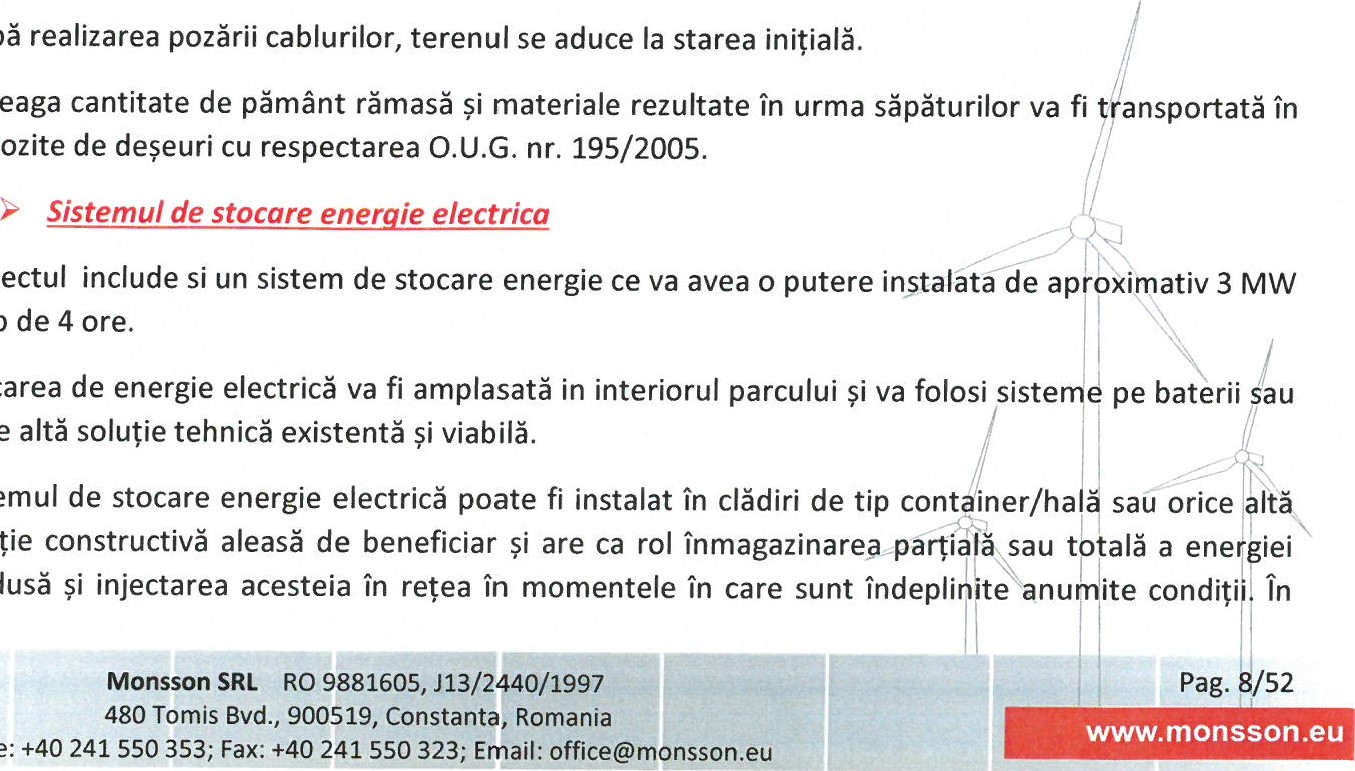 pă realizarea pozării cablurilor, terenul se aduce la starea inițială.
eaga cantitate de pământ rămasă și materiale rezultate în urma săpăturilor va fi transportată în
ozite de deșeuri cu respectarea O.U.G. nr. 195/2005.
➢ Sistemul de stocare energie electrica
ectul include si un sistem de stocare energie ce va avea o putere instalata de aproximativ 3 MW
p de 4 ore.
carea de energie electrică va fi amplasată in interiorul parcului și va folosi sisteme pe baterii sau
e altă soluție tehnică existentă și viabilă.
emul de stocare energie electrică poate fi instalat în clădiri de tip container/hală sau orice altă
ție constructivă aleasă de beneficiar și are ca rol înmagazinarea parțială sau totală a energiei
dusă și injectarea acesteia în rețea în momentele în care sunt îndeplinite anumite condiții. În
Monsson SRL RO 9881605, J13/2440/1997
Pag. 8/52
480 Tomis Bvd., 900519, Constanta, Romania
www.monsson.eu
e: +40 241 550 353; Fax: +40 241 550 323; Email: office@monsson.eu